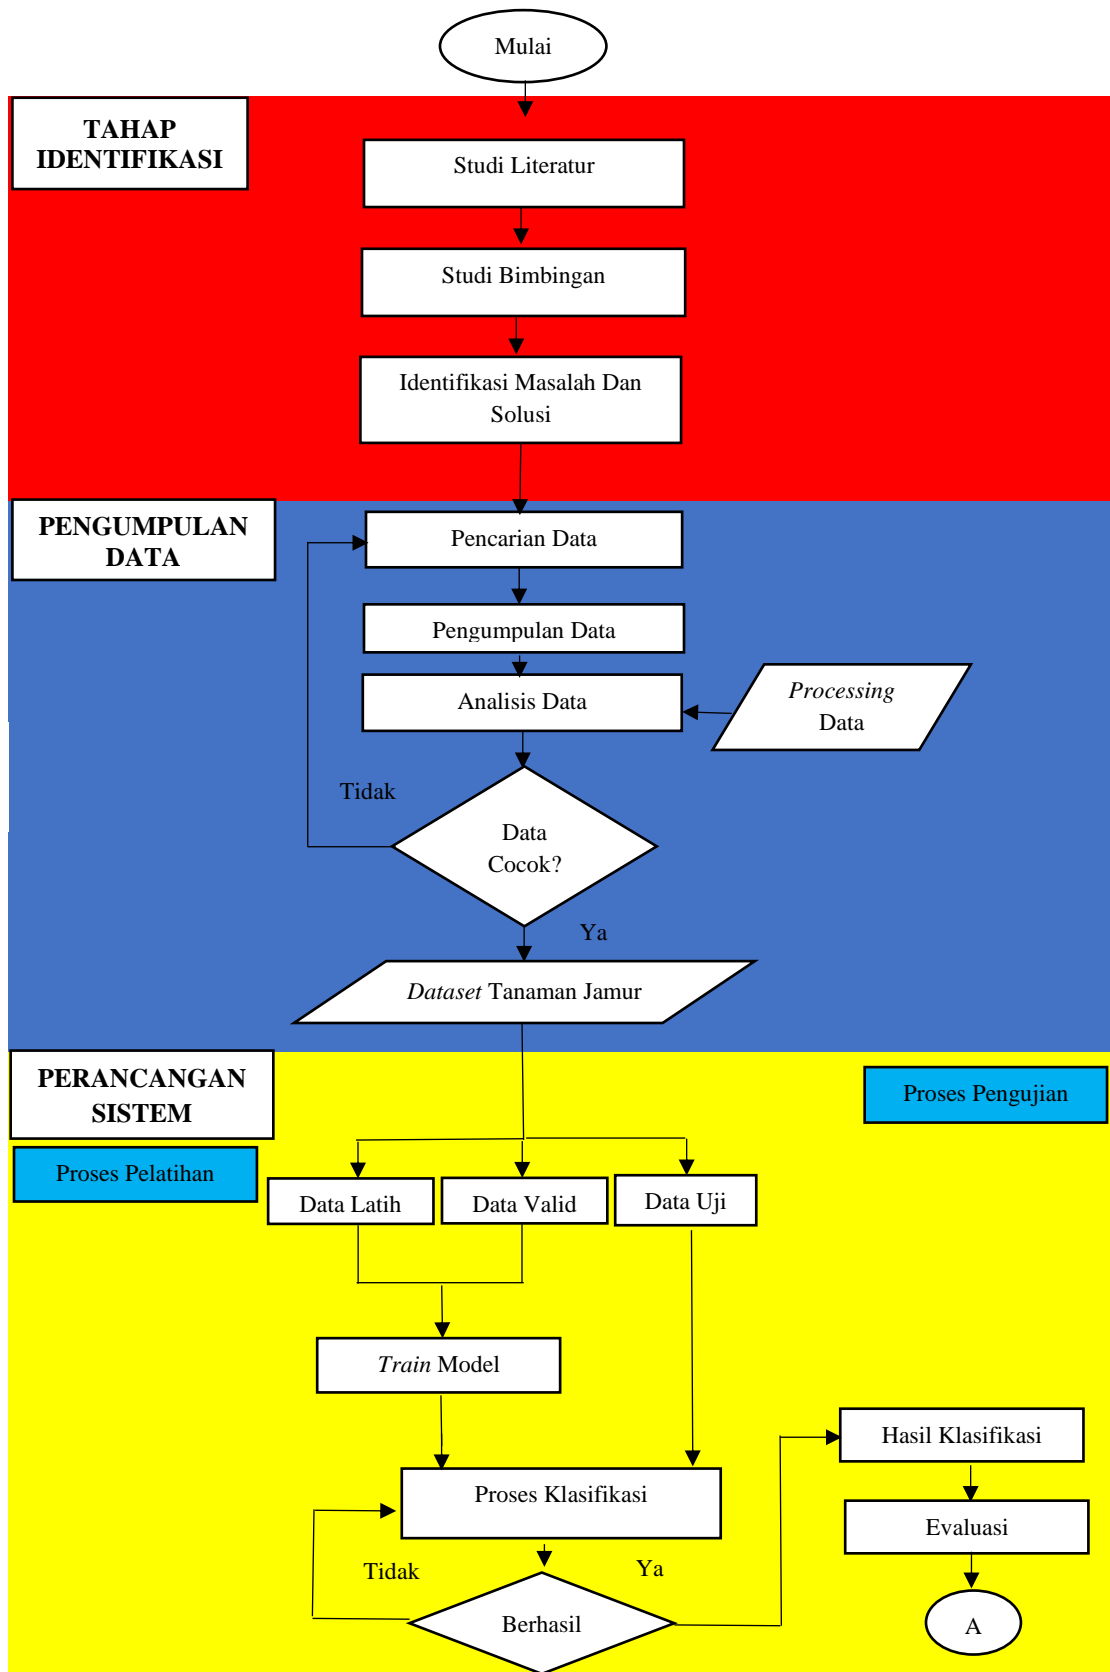 Mulai
TAHAP
IDENTIFIKASI
Studi Literatur
Studi Bimbingan
Identifikasi Masalah Dan
Solusi
PENGUMPULAN
DATA
Pencarian Data
Pengumpulan Data
Analisis Data
Processing
Data
Tidak
Data
Cocok?
Ya
Dataset Tanaman Jamur
PERANCANGAN
SISTEM
Proses Pengujian
Proses Pelatihan
Data Latih
Data Valid
Data Uji
Train Model
Hasil Klasifikasi
Proses Klasifikasi
Evaluasi
Tidak
Ya
Berhasil
A